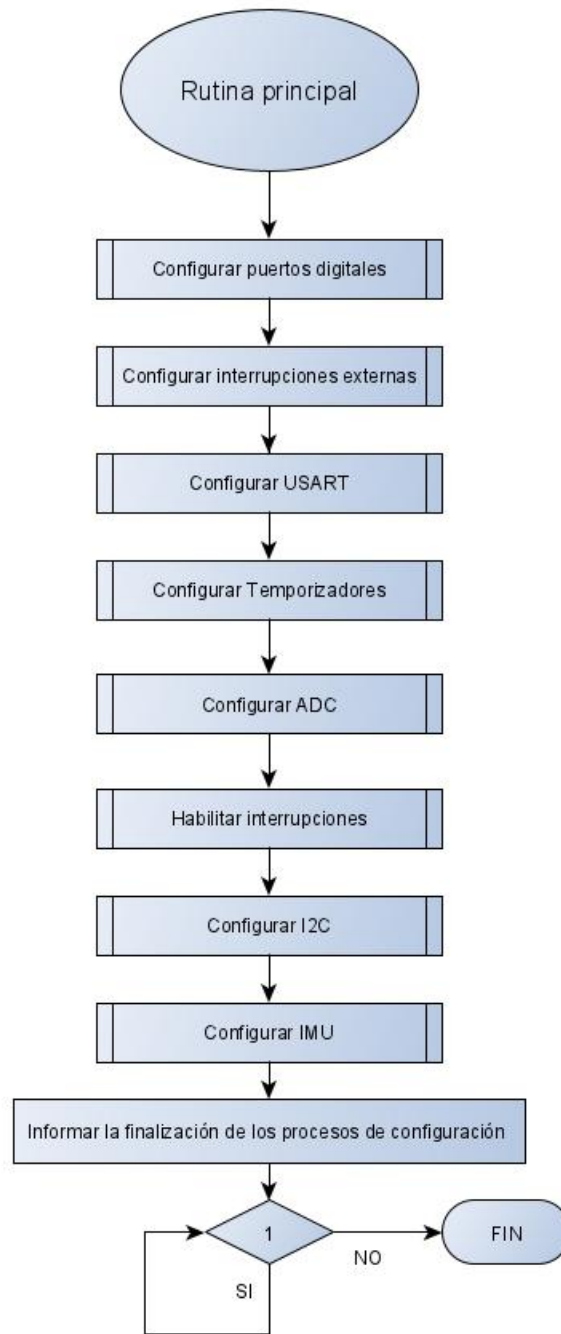 Rutina principal
Configurar puertos digitales
Configurar interrupciones externas
Configurar USART
Configurar Temporizadores
Configurar ADC
Habilitar interrupciones
Configurar I2C
Configurar IMU
Informar la finalización de los procesos de configuración
1
FIN
NO
SI